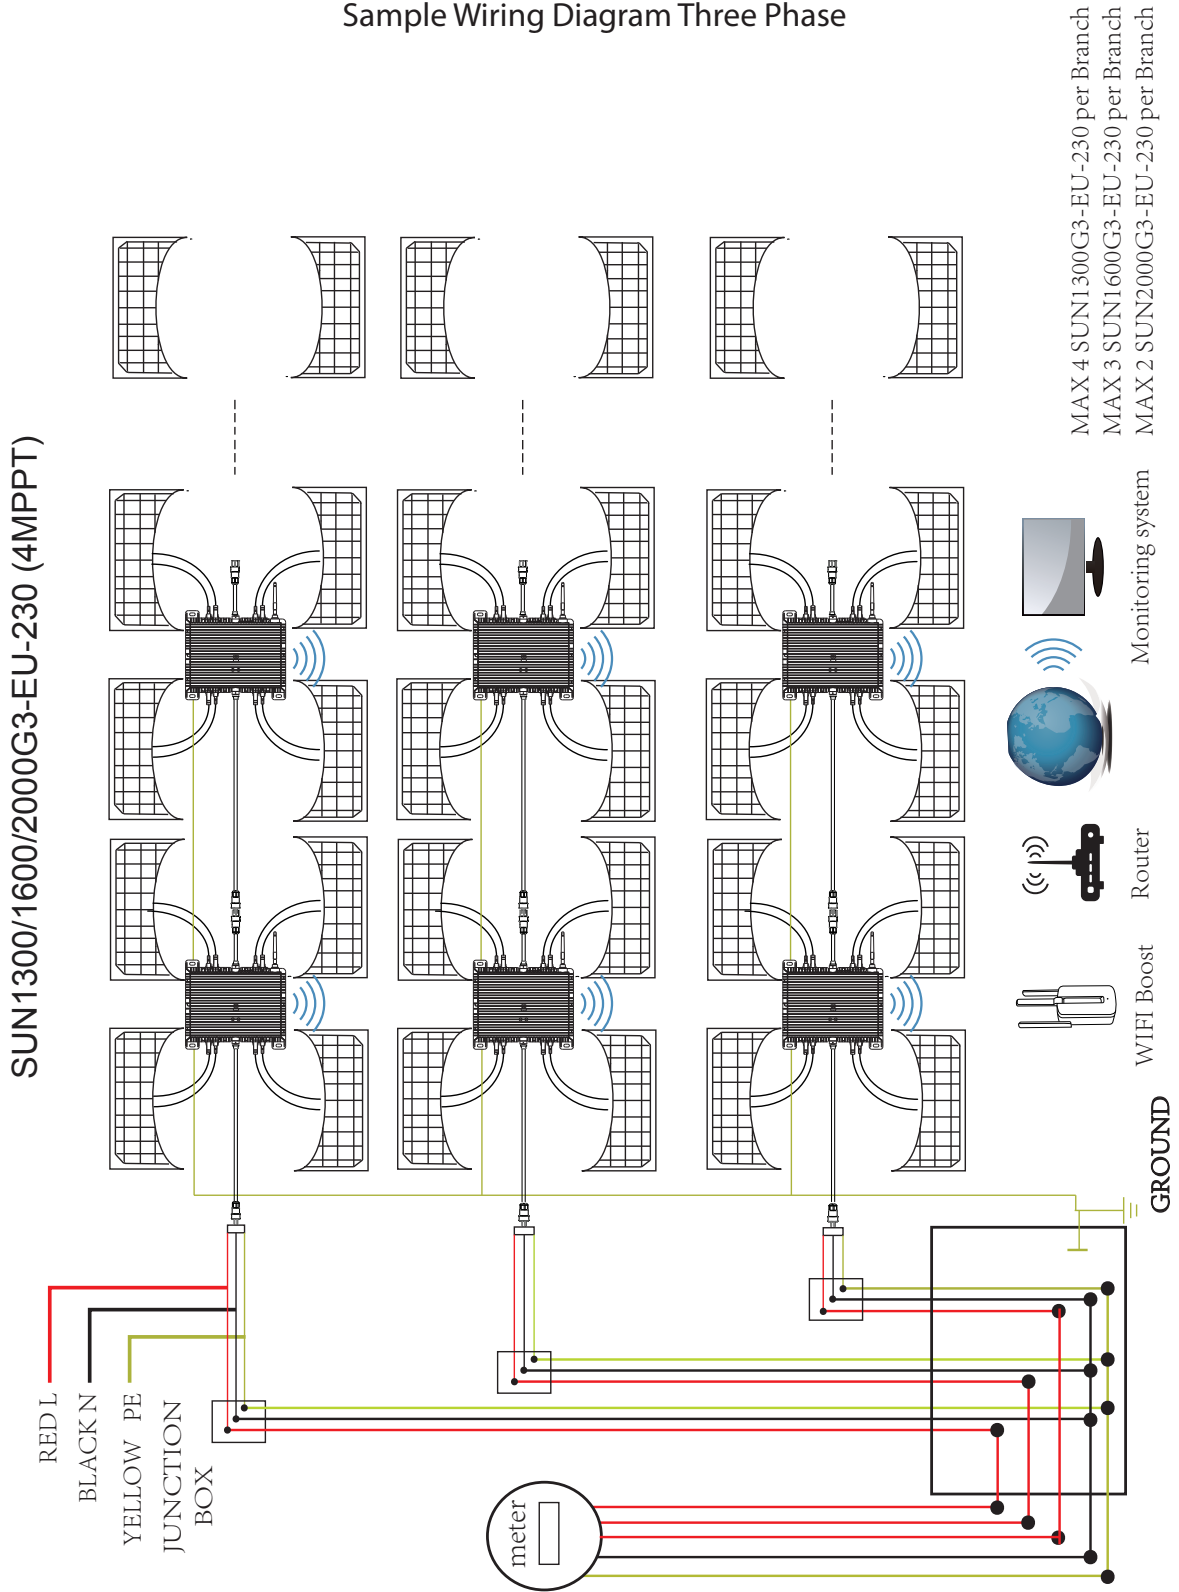 Sample Wiring Diagram Three Phase
SUN1300/1600/2000G3-EU-230 (4MPPT)
MAX 4 SUN1300G3-EU-230 per Branch
MAX 3 SUN1600G3-EU-230 per Branch
MAX 2 SUN2000G3-EU-230 per Branch
Monitoring system
Router
WIFI Boost
GROUND
RED L
BLACK N
YELLOW PE
JUNCTION
BOX
meter